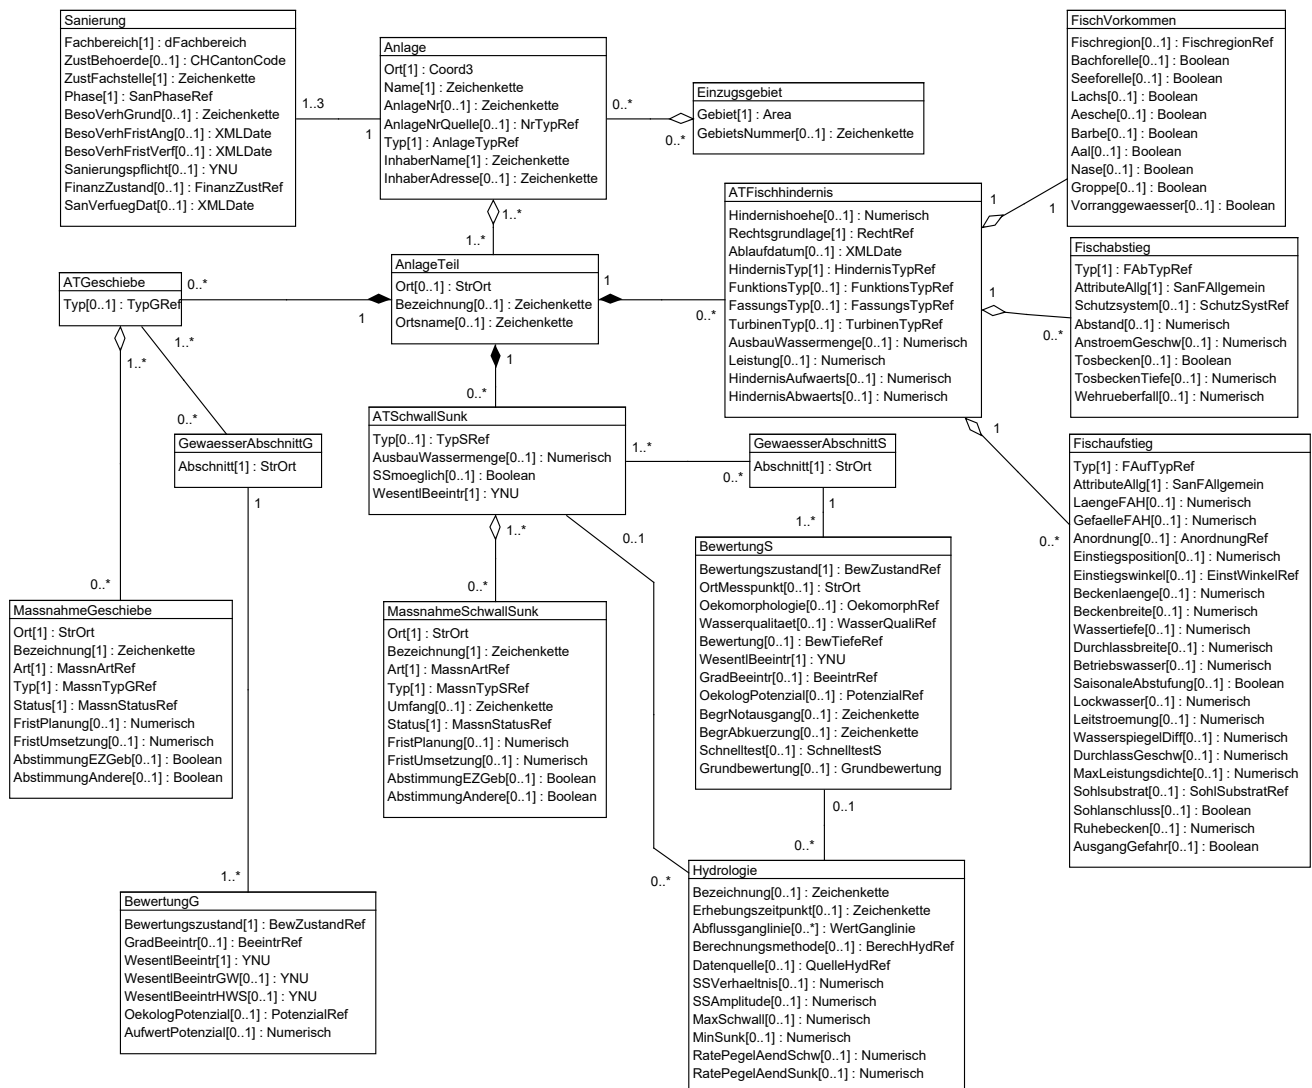 Sanierung
Fachbereich[1] : dFachbereich
ZustBehoerde[0..1] : CHCantonCode
ZustFachstelle[1] : Zeichenkette
Phase[1] : SanPhaseRef
BesoVerhGrund[0..1] : Zeichenkette
BesoVerhFristAng[0..1] : XMLDate
BesoVerhFristVerf[0..1] : XMLDate
Sanierungspflicht[0..1] : YNU
FinanzZustand[0..1] : FinanzZustRef
SanVerfuegDat[0..1] : XMLDate
1..3
1
Anlage
Ort[1] : Coord3
Name[1] : Zeichenkette
AnlageNr[0..1] : Zeichenkette
AnlageNrQuelle[0..1] : NrTypRef
Typ[1] : AnlageTypRef
InhaberName[1] : Zeichenkette
InhaberAdresse[0..1] : Zeichenkette
0..*
0..*
Einzugsgebiet
Gebiet[1] : Area
GebietsNummer[0..1] : Zeichenkette
FischVorkommen
Fischregion[0..1] : FischregionRef
Bachforelle[0..1] : Boolean
Seeforelle[0..1] : Boolean
Lachs[0..1] : Boolean
Aesche[0..1] : Boolean
Barbe[0..1] : Boolean
Aal[0..1] : Boolean
Nase[0..1] : Boolean
Groppe[0..1] : Boolean
Vorranggewaesser[0..1] : Boolean
1..*
1..*
1
1
ATFischhindernis
Hindernishoehe[0..1] : Numerisch
Rechtsgrundlage[1] : RechtRef
Ablaufdatum[0..1] : XMLDate
HindernisTyp[1] : HindernisTypRef
FunktionsTyp[0..1] : FunktionsTypRef
FassungsTyp[0..1] : FassungsTypRef
TurbinenTyp[0..1] : TurbinenTypRef
AusbauWassermenge[0..1] : Numerisch
Leistung[0..1] : Numerisch
HindernisAufwaerts[0..1] : Numerisch
HindernisAbwaerts[0..1] : Numerisch
AnlageTeil
Ort[0..1] : StrOrt
Bezeichnung[0..1] : Zeichenkette
Ortsname[0..1] : Zeichenkette
1
0..*
ATGeschiebe
Typ[0..1] : TypGRef
0..*
1
1
0..*
1
0..*
Fischabstieg
Typ[1] : FAbTypRef
AttributeAllg[1] : SanFAllgemein
Schutzsystem[0..1] : SchutzSystRef
Abstand[0..1] : Numerisch
AnstroemGeschw[0..1] : Numerisch
Tosbecken[0..1] : Boolean
TosbeckenTiefe[0..1] : Numerisch
Wehrueberfall[0..1] : Numerisch
1..*
1..*
0..*
GewaesserAbschnittG
Abschnitt[1] : StrOrt
1
ATSchwallSunk
Typ[0..1] : TypSRef
AusbauWassermenge[0..1] : Numerisch
SSmoeglich[0..1] : Boolean
WesentlBeeintr[1] : YNU
1..*
0..*
GewaesserAbschnittS
Abschnitt[1] : StrOrt
1
1..*
1
0..*
Fischaufstieg
Typ[1] : FAufTypRef
AttributeAllg[1] : SanFAllgemein
LaengeFAH[0..1] : Numerisch
GefaelleFAH[0..1] : Numerisch
Anordnung[0..1] : AnordnungRef
Einstiegsposition[0..1] : Numerisch
Einstiegswinkel[0..1] : EinstWinkelRef
Beckenlaenge[0..1] : Numerisch
Beckenbreite[0..1] : Numerisch
Wassertiefe[0..1] : Numerisch
Durchlassbreite[0..1] : Numerisch
Betriebswasser[0..1] : Numerisch
SaisonaleAbstufung[0..1] : Boolean
Lockwasser[0..1] : Numerisch
Leitstroemung[0..1] : Numerisch
WasserspiegelDiff[0..1] : Numerisch
DurchlassGeschw[0..1] : Numerisch
MaxLeistungsdichte[0..1] : Numerisch
Sohlsubstrat[0..1] : SohlSubstratRef
Sohlanschluss[0..1] : Boolean
Ruhebecken[0..1] : Numerisch
AusgangGefahr[0..1] : Boolean
1..*
0..1
0..*
0..*
MassnahmeGeschiebe
Ort[1] : StrOrt
Bezeichnung[1] : Zeichenkette
Art[1] : MassnArtRef
Typ[1] : MassnTypGRef
Status[1] : MassnStatusRef
FristPlanung[0..1] : Numerisch
FristUmsetzung[0..1] : Numerisch
AbstimmungEZGeb[0..1] : Boolean
AbstimmungAndere[0..1] : Boolean
MassnahmeSchwallSunk
Ort[1] : StrOrt
Bezeichnung[1] : Zeichenkette
Art[1] : MassnArtRef
Typ[1] : MassnTypSRef
Umfang[0..1] : Zeichenkette
Status[1] : MassnStatusRef
FristPlanung[0..1] : Numerisch
FristUmsetzung[0..1] : Numerisch
AbstimmungEZGeb[0..1] : Boolean
AbstimmungAndere[0..1] : Boolean
BewertungS
Bewertungszustand[1] : BewZustandRef
OrtMesspunkt[0..1] : StrOrt
Oekomorphologie[0..1] : OekomorphRef
Wasserqualitaet[0..1] : WasserQualiRef
Bewertung[0..1] : BewTiefeRef
WesentlBeeintr[1] : YNU
GradBeeintr[0..1] : BeeintrRef
OekologPotenzial[0..1] : PotenzialRef
BegrNotausgang[0..1] : Zeichenkette
BegrAbkuerzung[0..1] : Zeichenkette
Schnelltest[0..1] : SchnelltestS
Grundbewertung[0..1] : Grundbewertung
0..1
0..*
0..*
1..*
BewertungG
Bewertungszustand[1] : BewZustandRef
GradBeeintr[0..1] : BeeintrRef
WesentlBeeintr[1] : YNU
WesentlBeeintrGW[0..1] : YNU
WesentlBeeintrHWS[0..1] : YNU
OekologPotenzial[0..1] : PotenzialRef
AufwertPotenzial[0..1] : Numerisch
Hydrologie
Bezeichnung[0..1] : Zeichenkette
Erhebungszeitpunkt[0..1] : Zeichenkette
Abflussganglinie[0..*] : WertGanglinie
Berechnungsmethode[0..1] : BerechHydRef
Datenquelle[0..1] : QuelleHydRef
SSVerhaeltnis[0..1] : Numerisch
SSAmplitude[0..1] : Numerisch
MaxSchwall[0..1] : Numerisch
MinSunk[0..1] : Numerisch
RatePegelAendSchw[0..1] : Numerisch
RatePegelAendSunk[0..1] : Numerisch